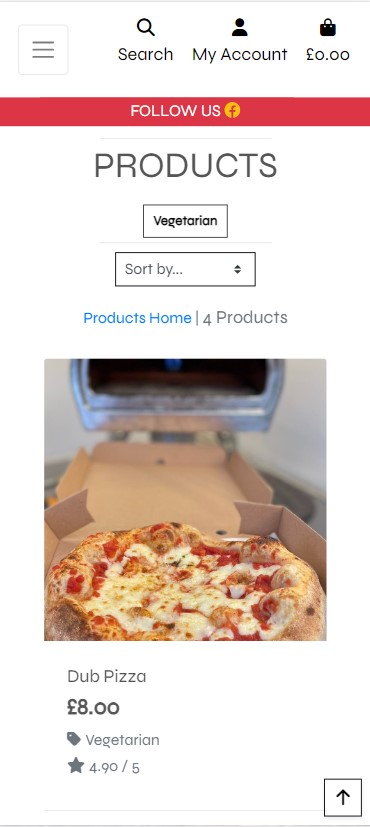 Search My Account £0.00
FOLLOW US
PRODUCTS
Vegetarian
Sort by...
Products Home | 4 Products
Dub Pizza
£8.00
Vegetarian
4.90 / 5